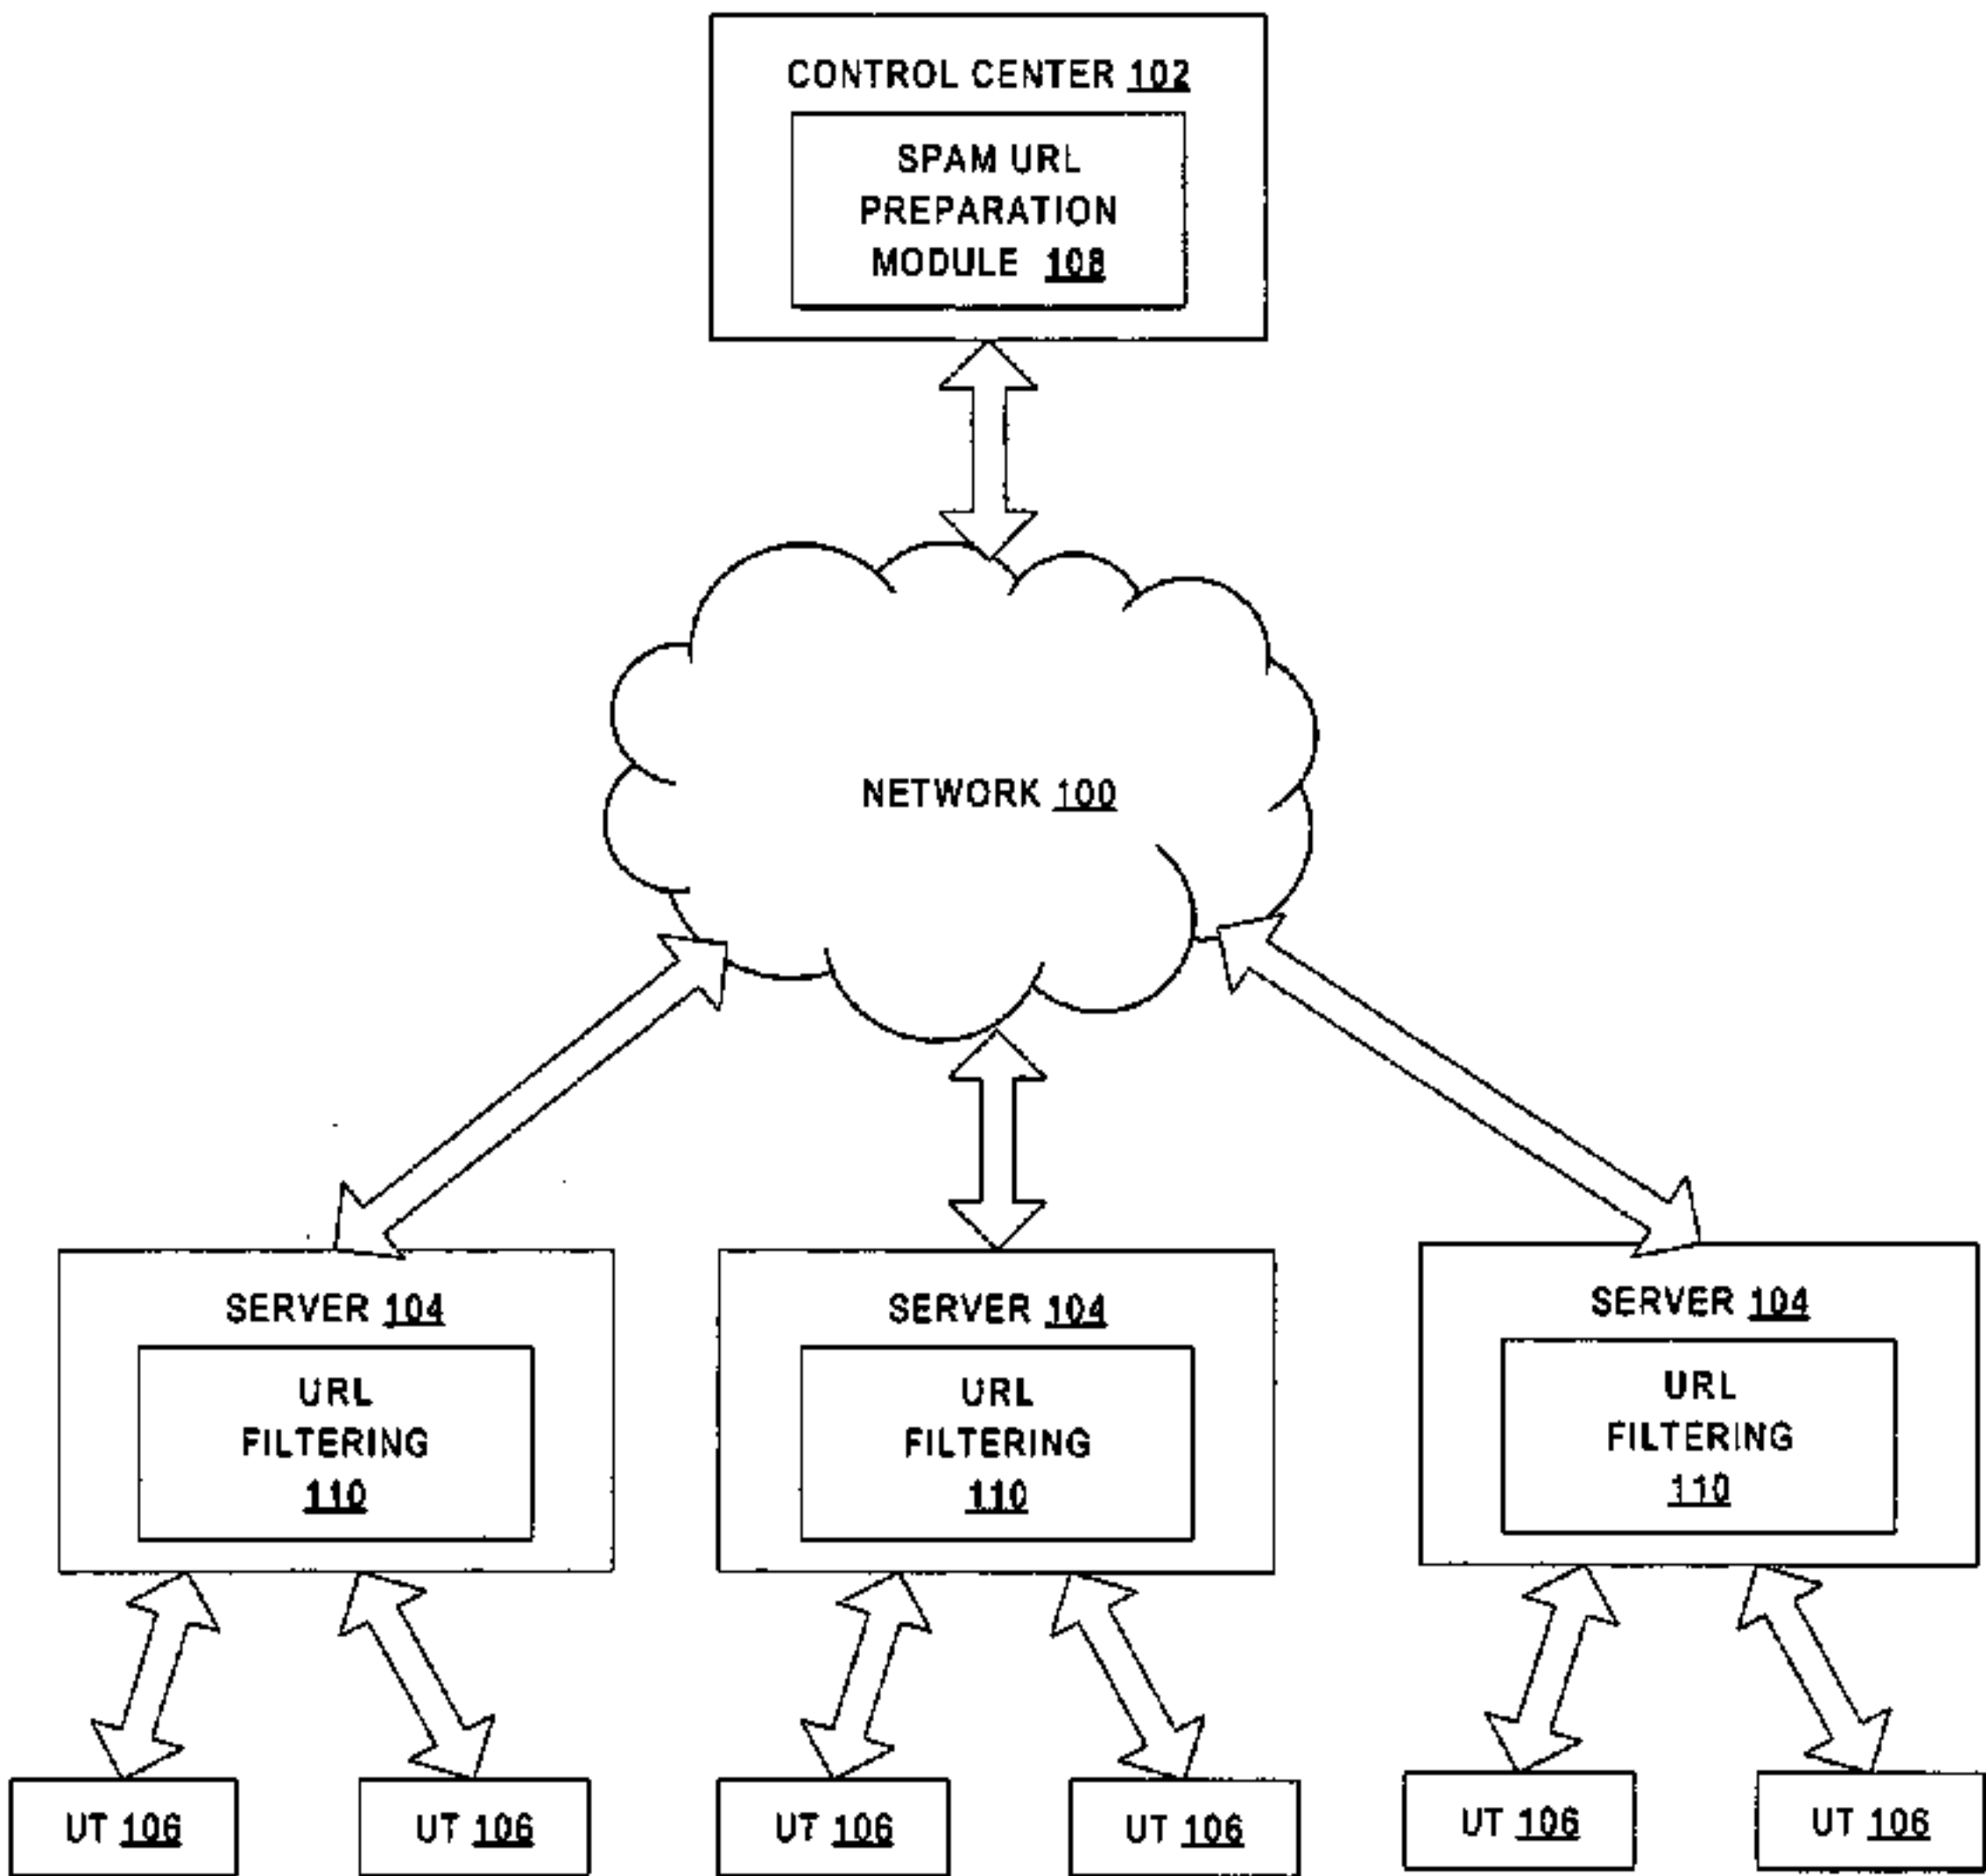 CONTROL CENTER 102
SPAM URL
PREPARATION
MODULE 108
NETWORK 100
SERVER 104
URL
FILTERING
110
SERVER 104
URL
FILTERING
110
SERVER 104
URL
FILTERING
110
UT 106
UT 106
UT 106
UT 106
UT 106
UT 106